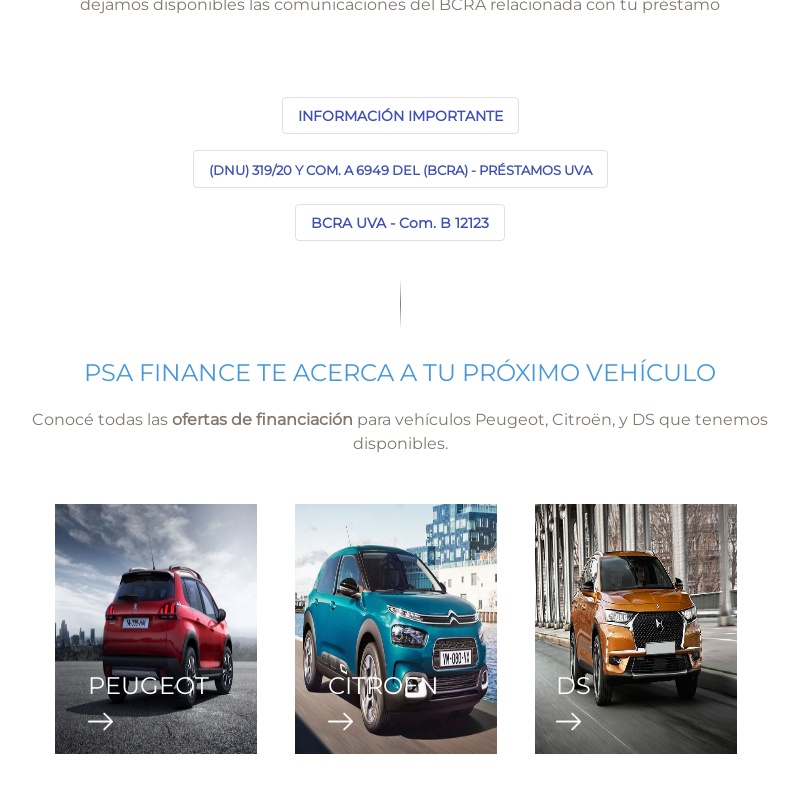 dejamos disponibles las comunicaciones del BCRA relacionada con tu préstamo
INFORMACIÓN IMPORTANTE
(DNU) 319/20 Y COM. A 6949 DEL (BCRA) - PRÉSTAMOS UVA
BCRA UVA - Com. B 12123
PSA FINANCE TE ACERCA A TU PRÓXIMO VEHÍCULO
Conocé todas las ofertas de financiación para vehículos Peugeot, Citroën, y DS que tenemos
disponibles.
PEUGEOT
CITROËN
DS